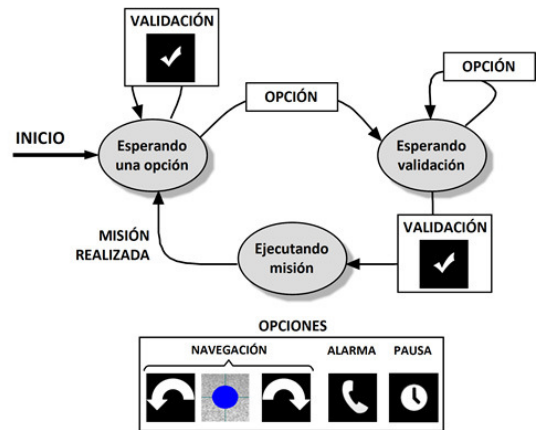 VALIDACIÓN
OPCIÓN
OPCIÓN
INICIO
Esperando
una opción
Esperando
validación
VALIDACIÓN
MISIÓN
REALIZADA
Ejecutando
misión
OPCIONES
NAVEGACIÓN
ALARMA
PAUSA